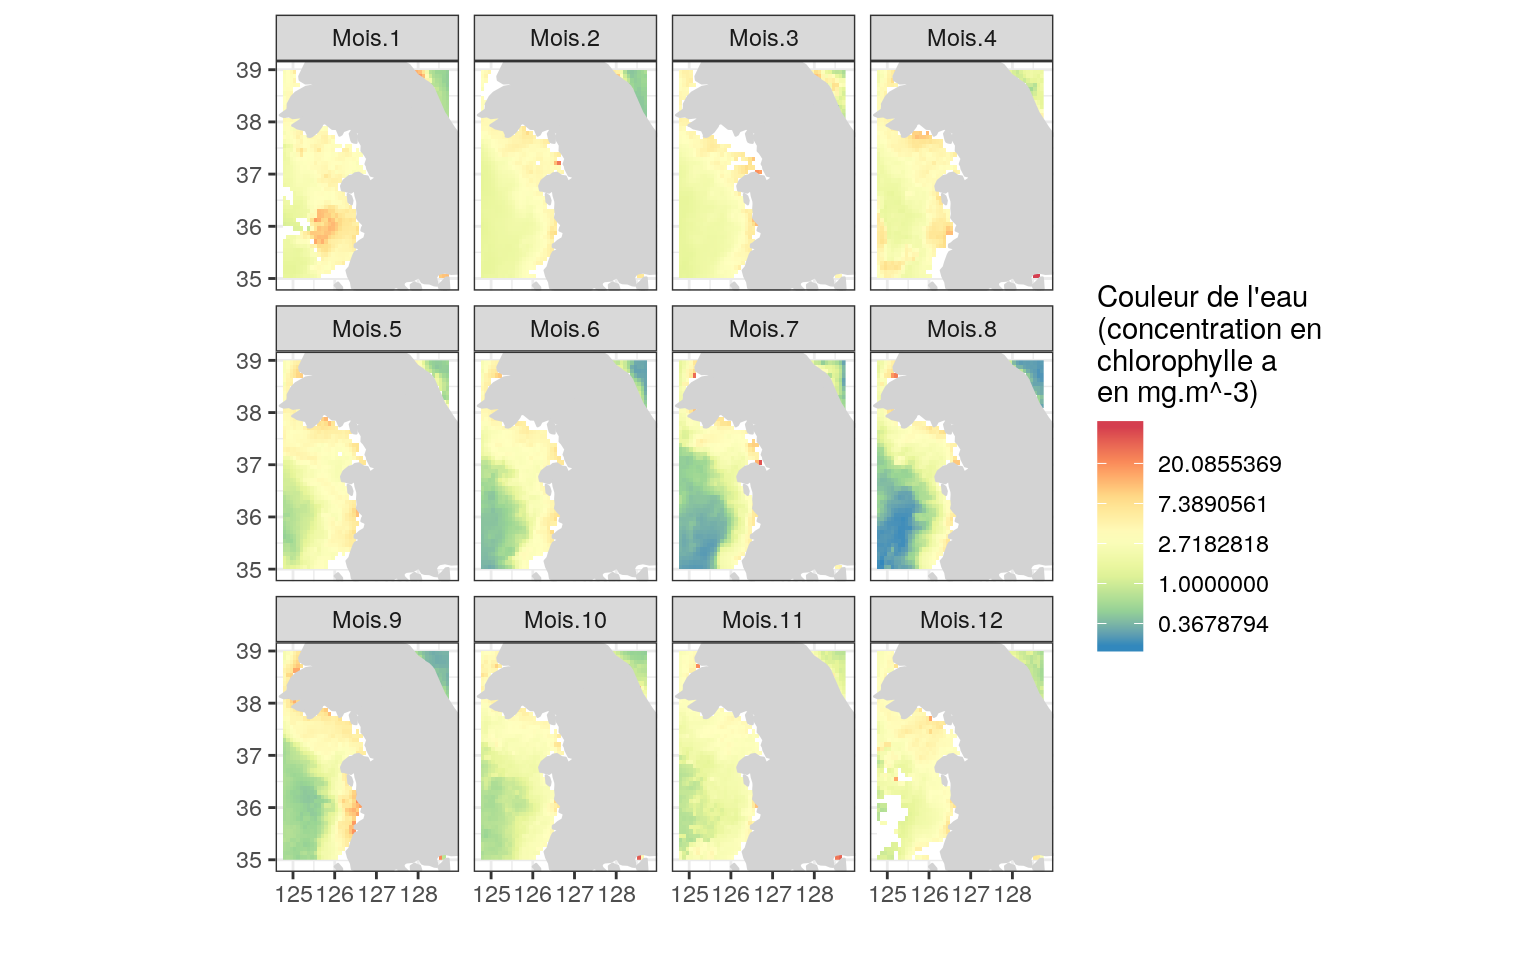 Mois.1 Mois.2 Mois.3 Mois.4
39
38
37
36
35
Mois.5 Mois.6 Mois.7 Mois.8
39
38
37
36
35
Mois.9 Mois.10 Mois.11 Mois.12
39
38
37
36
35
125 126 127 128 125 126 127 128 125 126 127 128 125 126 127 128
Couleur de l'eau
(concentration en
chlorophylle a
en mg.m^-3)
20.0855369
7.3890561
2.7182818
1.0000000
0.3678794